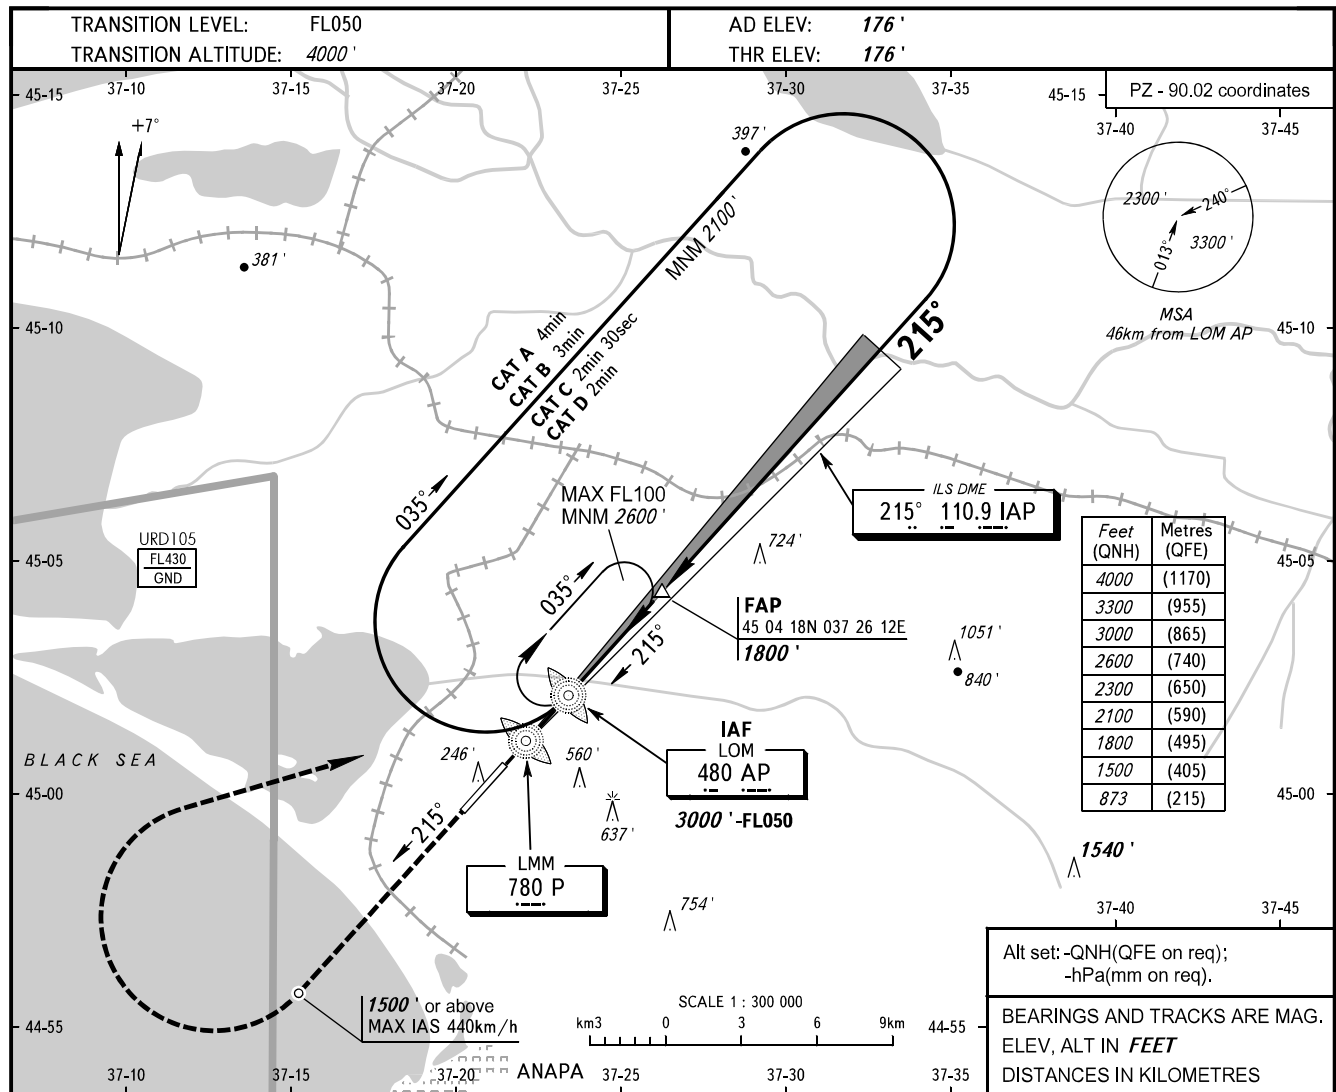 TRANSITION LEVEL: FL050
TRANSITION ALTITUDE: 4000 '
AD ELEV: 176 '
THR ELEV: 176 '
37-10 37-15 37-20 37-25 37-30 37-35
45-15 45-15
PZ - 90.02 coordinates
37-40 37-45
+7°
397 '
381 '
MNM 2100 '
2300 '
240°
3300 '
013°
MSA
46km from LOM AP
45-10 45-10
215°
CAT A 4min
CAT B 3min
CAT C 2min 30sec
CAT D 2min
035°
MAX FL100
MNM 2600 '
035°
ILS DME
215° 110.9 IAP
724 '
URD105
FL430
GND
45-05 45-05
FAP
45 04 18N 037 26 12E
1800 '
215°
1051 '
840 '
Feet
(QNH)
Metres
(QFE)
4000 (1170)
3300 (955)
3000 (865)
2600 (740)
2300 (650)
2100 (590)
1800 (495)
1500 (405)
873 (215)
IAF
LOM
480 AP
3000 '-FL050
BLACK SEA
246 '
560 '
637 '
45-00 45-00
215°
LMM
780 P
754 '
1540 '
37-40 37-45
1500 ' or above
MAX IAS 440km/h
SCALE 1 : 300 000
km3 0 3 6 9km
44-55 44-55
ANAPA
37-10 37-15 37-20 37-25 37-30 37-35
Alt set: -QNH(QFE on req);
-hPa(mm on req).
BEARINGS AND TRACKS ARE MAG.
ELEV, ALT IN FEET
DISTANCES IN KILOMETRES